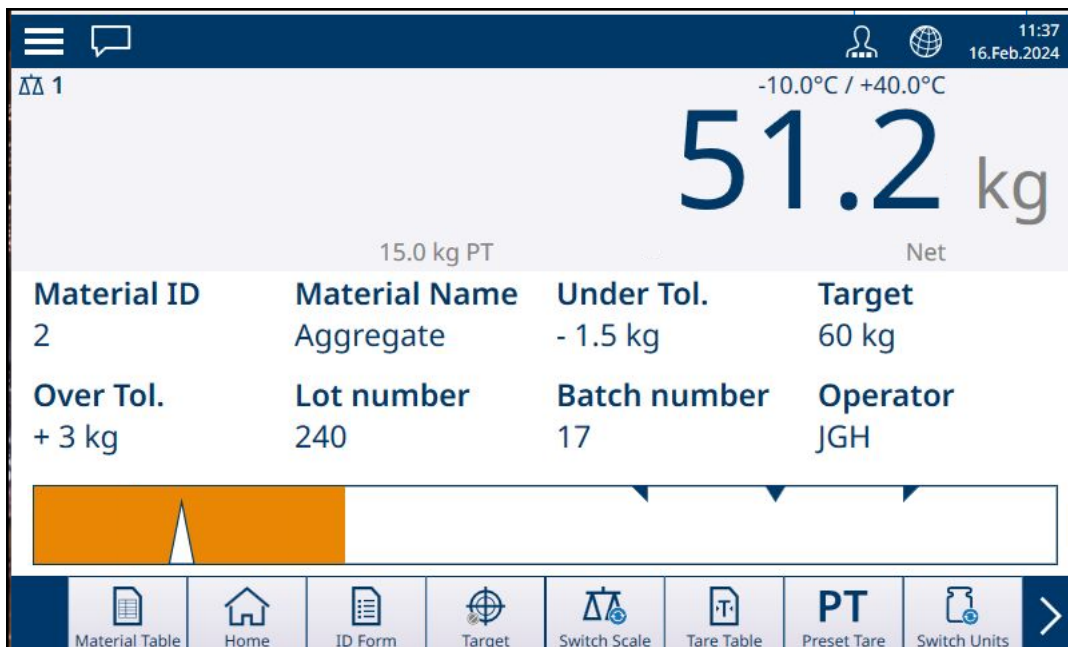 11:37
16.Feb.2024
1
-10.0°C / +40.0°C
51.2 kg
15.0 kg PT
Net
Material ID Material Name Under Tol. Target
2 Aggregate - 1.5 kg 60 kg
Over Tol. Lot number Batch number Operator
+ 3 kg 240 17 JGH
T
PT
Material Table Home ID Form Target Switch Scale Tare Table Preset Tare Switch Units